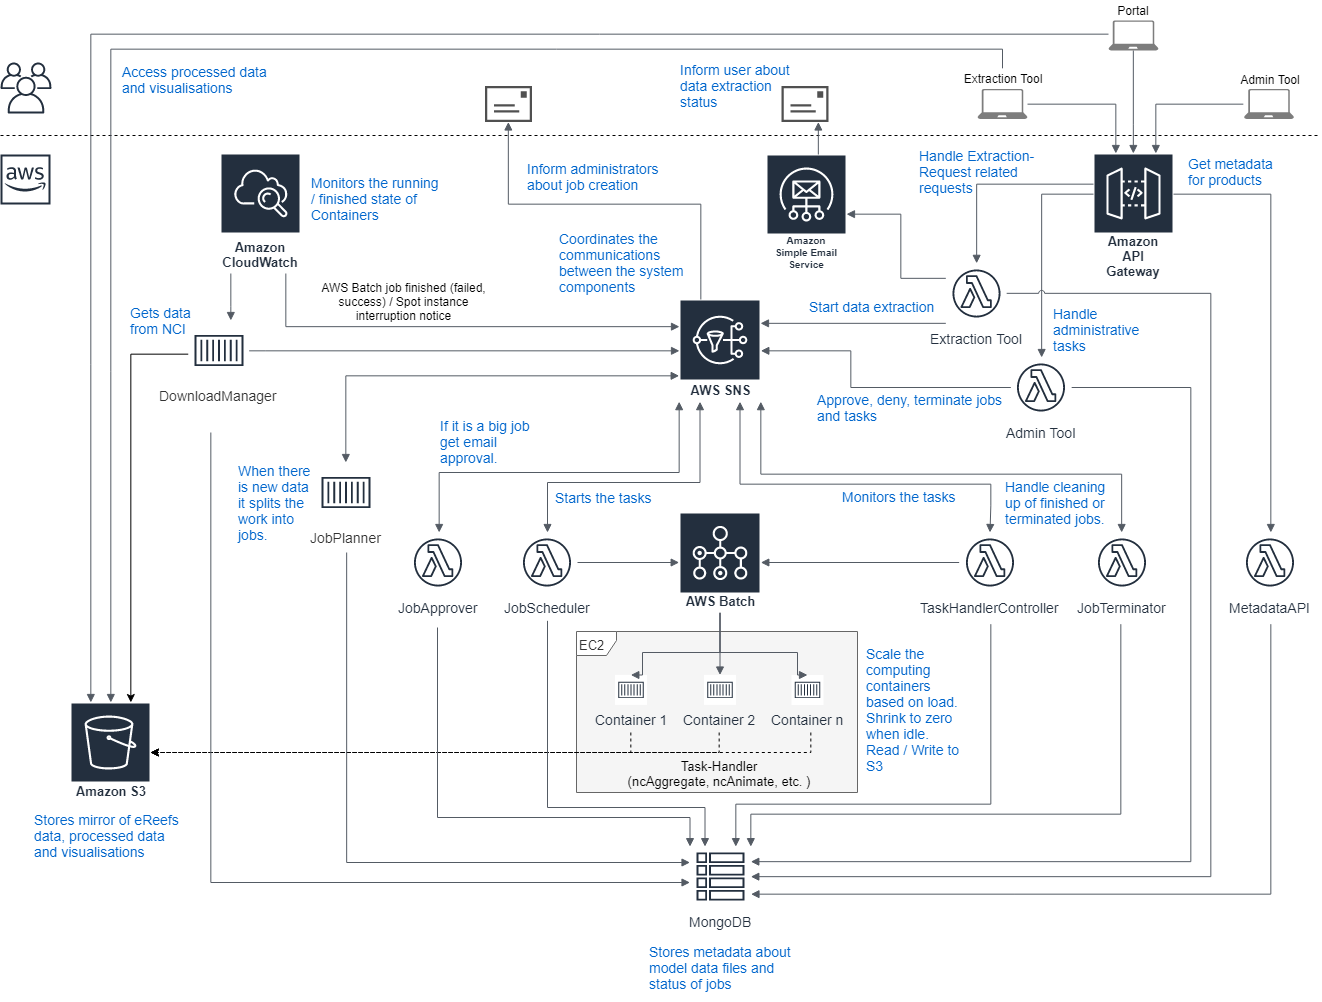 Portal
Extraction Tool
Admin Tool
Access processed data
and visualisations
Inform user about
data extraction
status
aws
Inform administrators
about job creation
Handle Extraction-
Request related
requests
Get metadata
for products
Monitors the running
/ finished state of
Containers
Amazon
CloudWatch
Amazon
Simple Email
Service
Amazon
API
Gateway
Coordinates the
communications
between the system
components
AWS Batch job finished (failed,
success) / Spot instance
interruption notice
Gets data
from NCI
Start data extraction
Extraction Tool
Handle
administrative
tasks
DownloadManager
AWS SNS
Approve, deny, terminate jobs
and tasks
Admin Tool
If it is a big job
get email
approval.
When there
is new data
it splits the
work into
jobs.
Starts the tasks
Monitors the tasks
Handle cleaning
up of finished or
terminated jobs.
JobPlanner
JobApprover
JobScheduler
AWS Batch
TaskHandlerController
JobTerminator
MetadataAPI
EC2
Container 1
Container 2
Container n
Task-Handler
(ncAggregate, ncAnimate, etc. )
Scale the
computing
containers
based on load.
Shrink to zero
when idle.
Read / Write to
S3
Amazon S3
Stores mirror of eReefs
data, processed data
and visualisations
MongoDB
Stores metadata about
model data files and
status of jobs